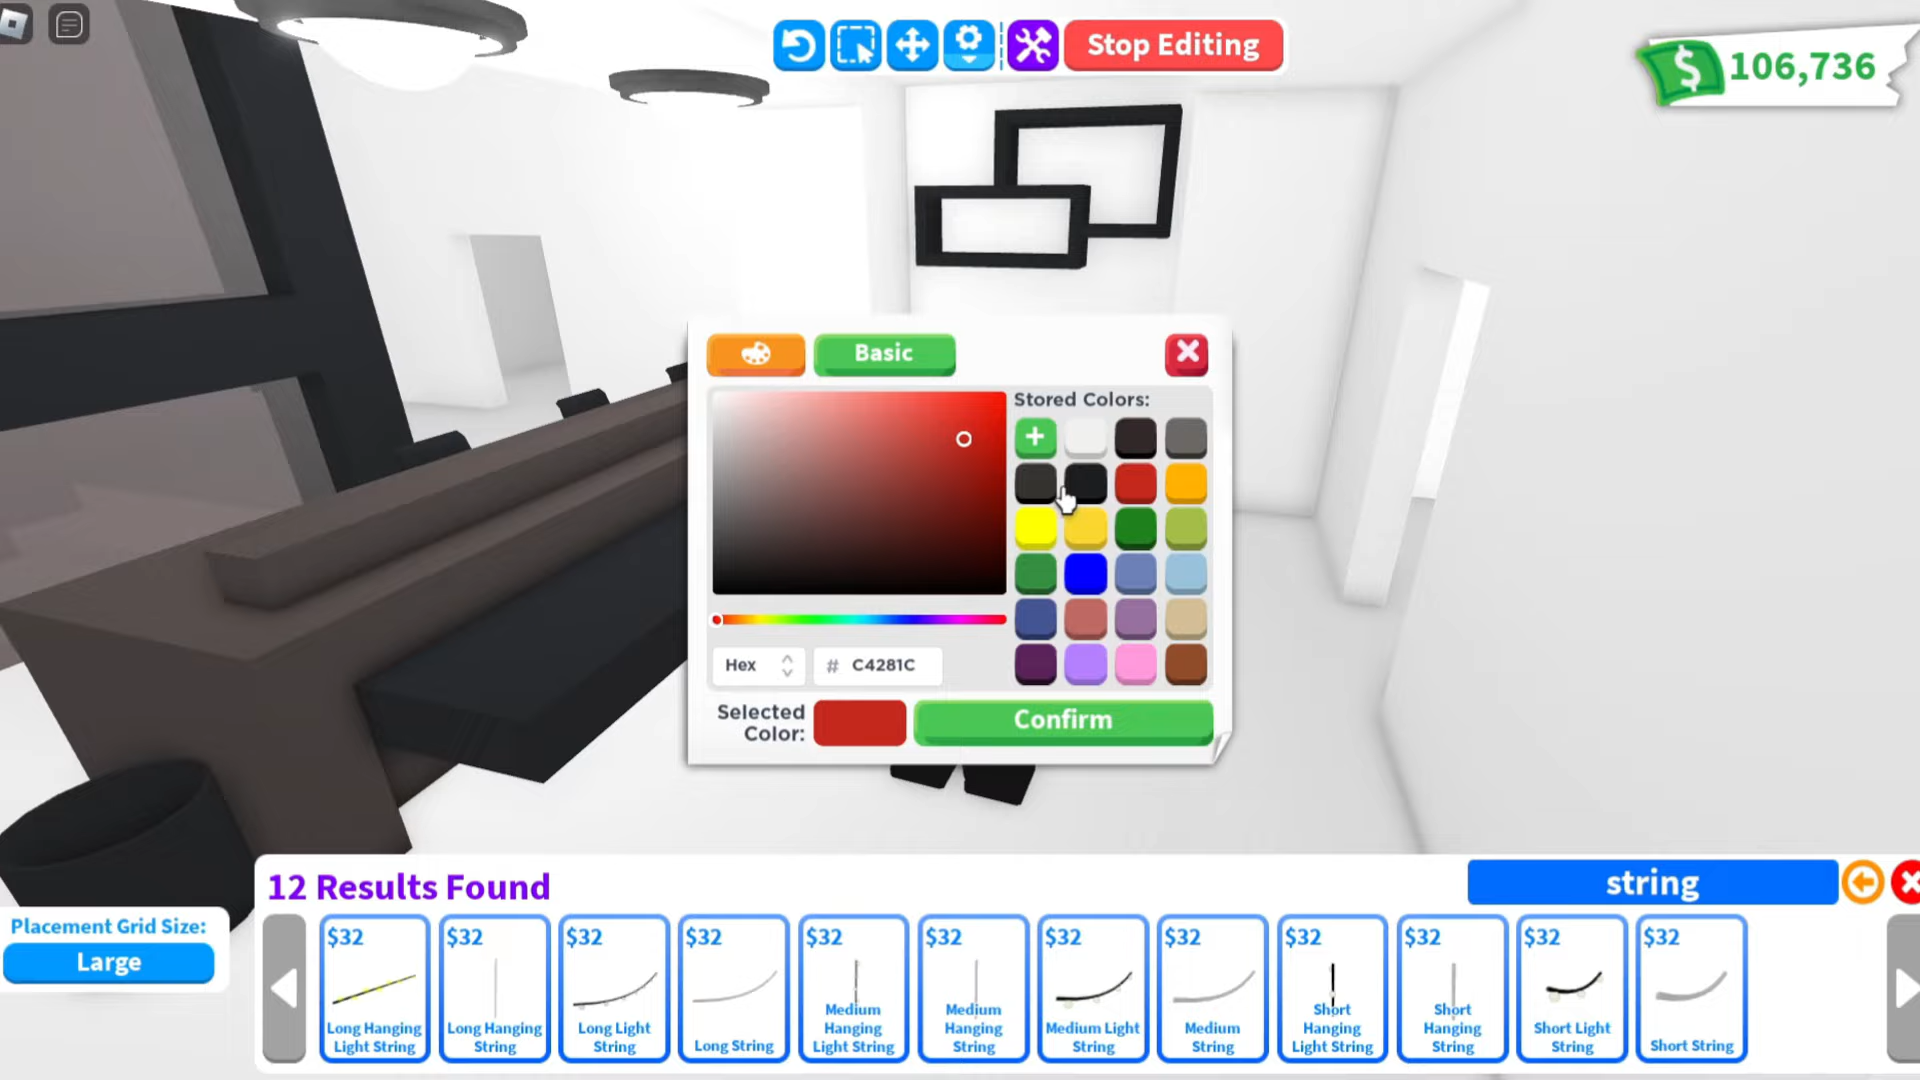 Stop Editing
$ 106,736
Basic
Stored Colors:
+
Hex
# C4281C
Selected
Color:
Confirm
12 Results Found
string
Placement Grid Size:
Large
$32
Long Hanging
Light String
$32
Long Hanging
String
$32
Long Light
String
$32
Long String
$32
Medium
Hanging
Light String
$32
Medium
Hanging
String
$32
Medium Light
String
$32
Medium
String
$32
Short
Hanging
Light String
$32
Short
Hanging
String
$32
Short Light
String
$32
Short String